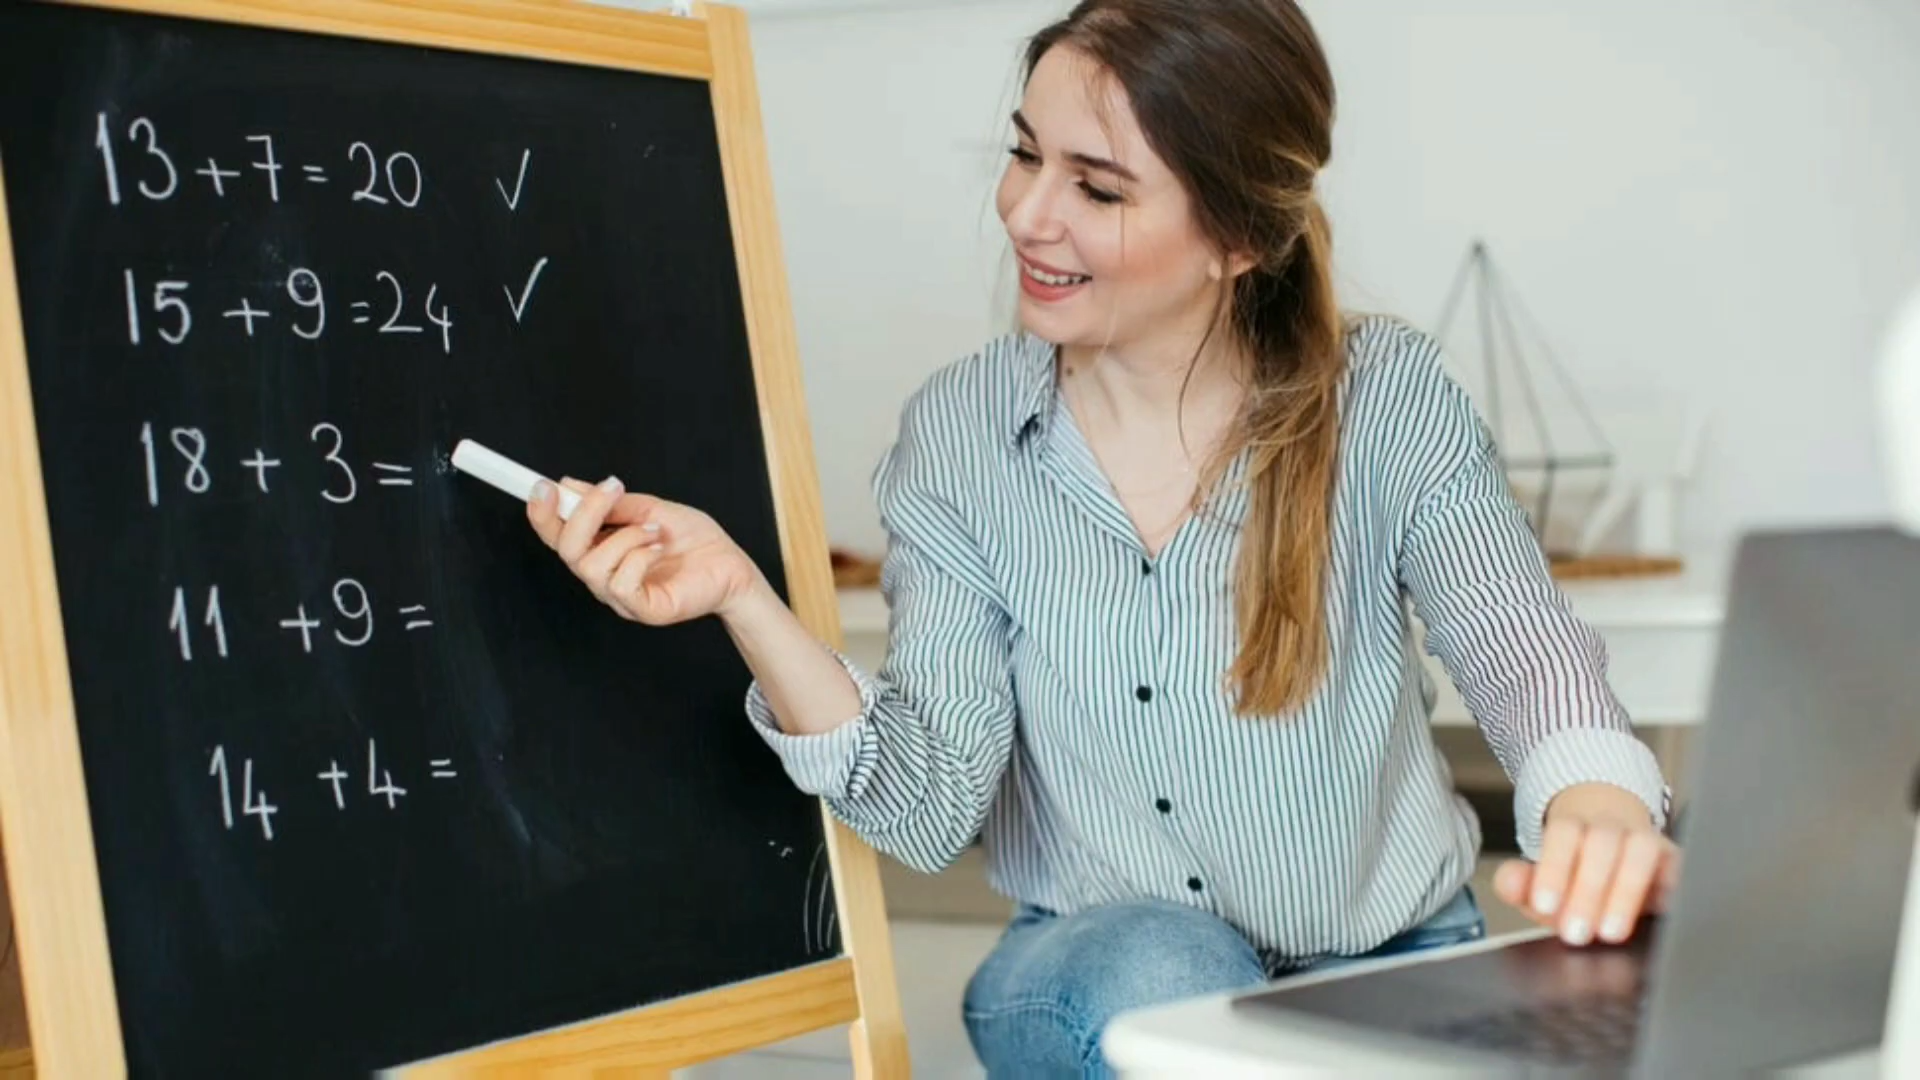 13 + 7 = 20 ✓
15 + 9 = 24 ✓
18 + 3 =
11 + 9 =
14 + 4 =